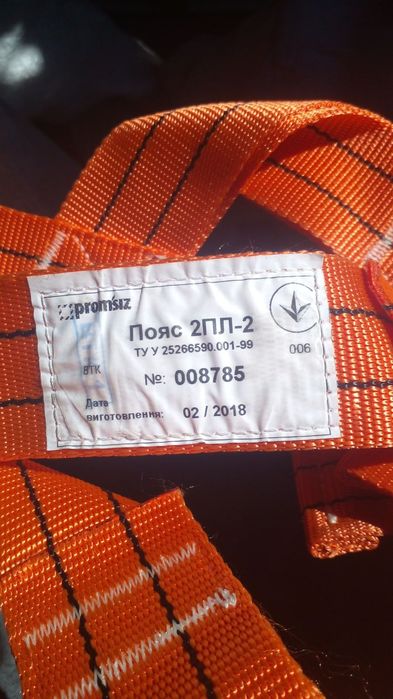 promsiz
Пояс 2ПЛ-2
ТУ У 25266590.001-99
006
ВТК
№: 008785
Дата
виготовлення: 02 / 2018